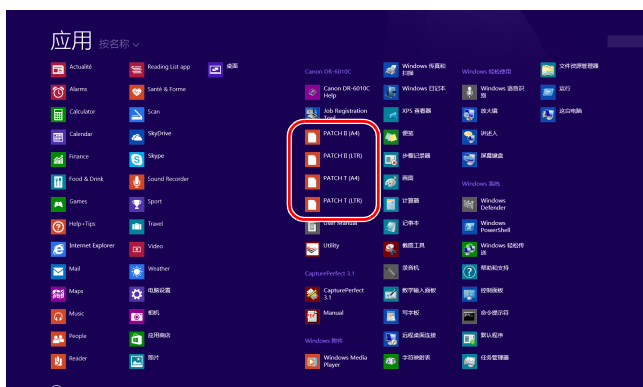 应用 按名称
Actualité
Alarms
Calculator
Calendar
Finance
Food & Drink
Games
Help+Tips
Internet Explorer
Mail
Maps
Music
People
Reader
Reading List app
Santé & Forme
Scan
SkyDrive
Skype
Sound Recorder
Sport
Travel
Video
Weather
电脑设置
相机
应用商店
照片
桌面
Canon DR-6010C
Canon DR-6010C
Help
Job Registration
Tool
PATCH II (A4)
PATCH II (LTR)
PATCH T (A4)
PATCH T (LTR)
User Manual
Utility
CapturePerfect 3.1
CapturePerfect
3.1
Manual
Windows 附件
Windows Media
Player
Windows 传真和
扫描
Windows 日记本
XPS 查看器
便笺
步骤记录器
画图
计算器
记事本
截图工具
录音机
数学输入面板
写字板
远程桌面连接
字符映射表
Windows 轻松使用
Windows 语音识
别
放大镜
讲述人
屏幕键盘
Windows 系统
Windows
Defender
Windows
PowerShell
Windows 轻松传
送
帮助和支持
控制面板
命令提示符
默认程序
任务管理器
文件资源管理器
运行
这台电脑